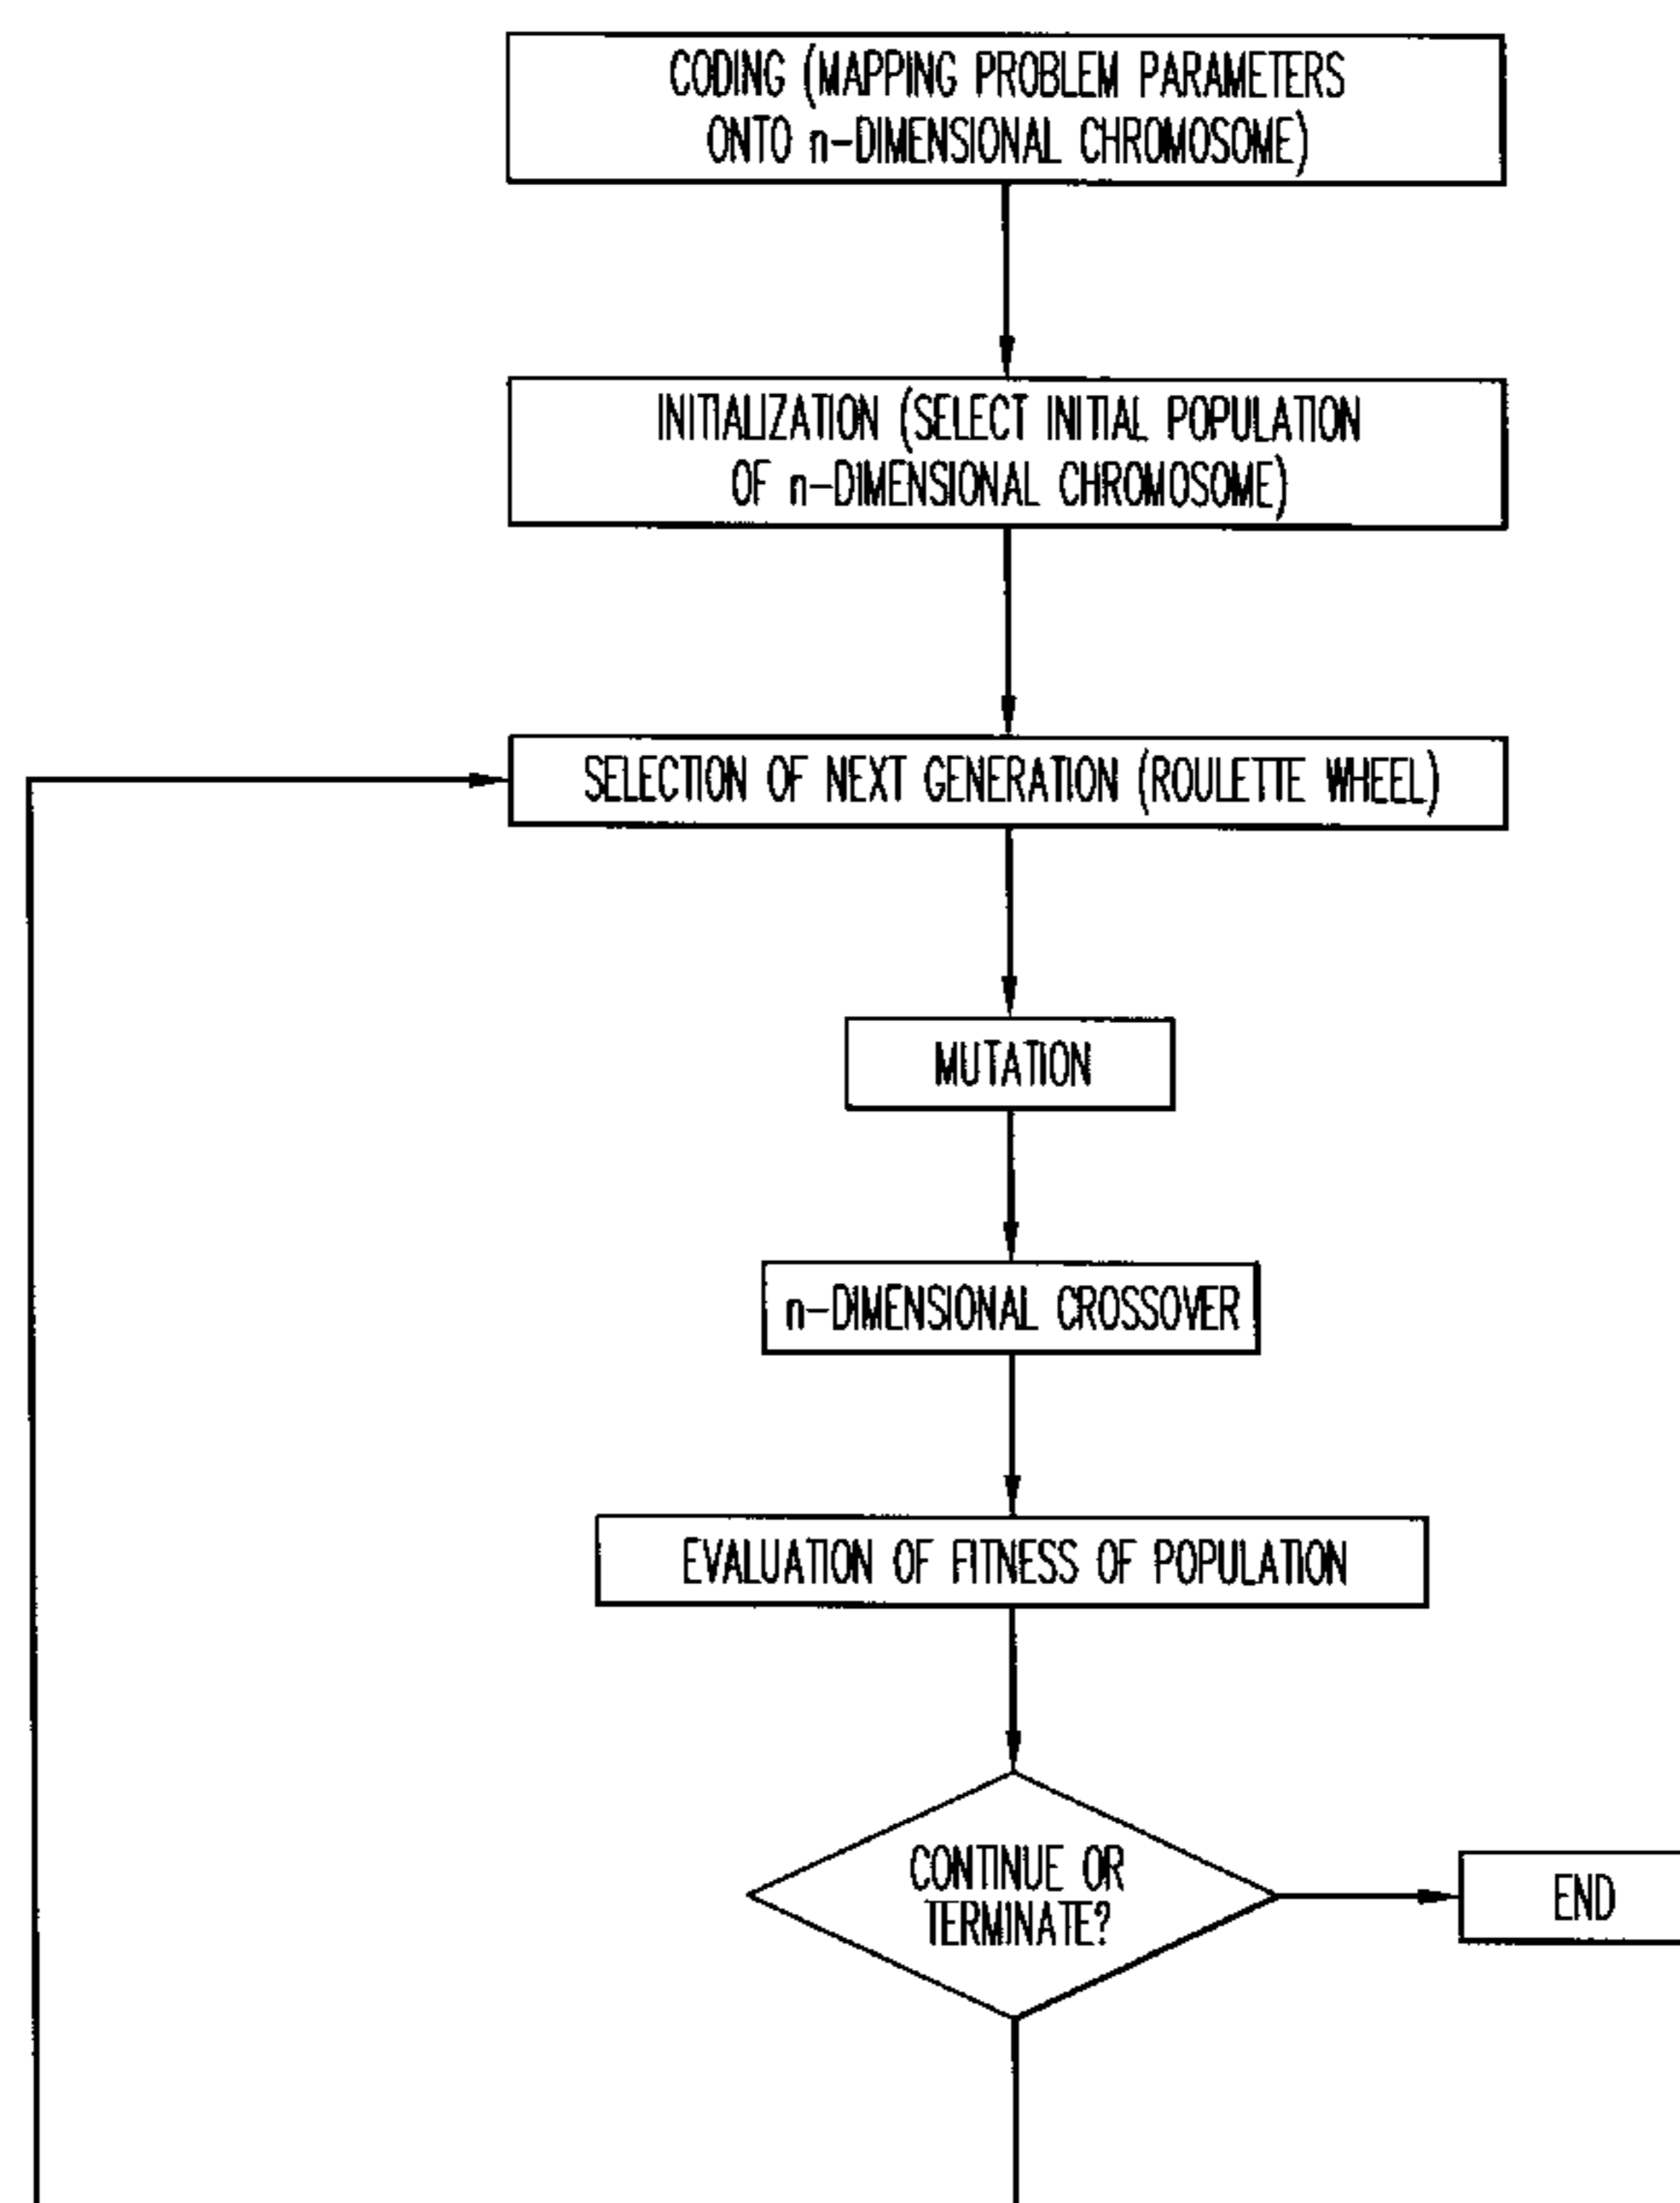 CODING (MAPPING PROBLEM PARAMETERS
ONTO n-DIMENSIONAL CHROMOSOME)
INITIALIZATION (SELECT INITIAL POPULATION
OF n-DIMENSIONAL CHROMOSOME)
SELECTION OF NEXT GENERATION (ROULETTE WHEEL)
MUTATION
n-DIMENSIONAL CROSSOVER
EVALUATION OF FITNESS OF POPULATION
CONTINUE OR
TERMINATE?
END